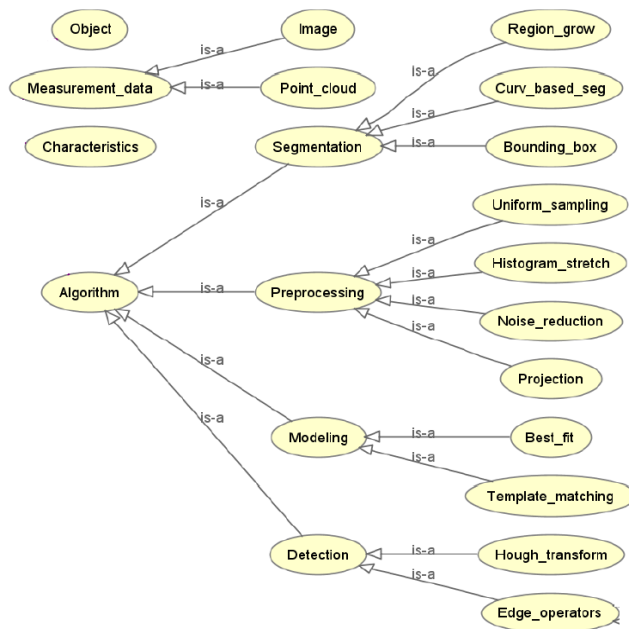 Object
Image
Region_grow
is-a
is-a
Measurement_data
is-a
Point_cloud
Curv_based_seg
is-a
Characteristics
Segmentation
is-a
Bounding_box
is-a
Uniform_sampling
is-a
Histogram_stretch
is-a
Algorithm
is-a
Preprocessing
is-a
Noise_reduction
is-a
is-a
Projection
is-a
Modeling
is-a
Best_fit
is-a
Template_matching
Detection
is-a
Hough_transform
is-a
Edge_operators